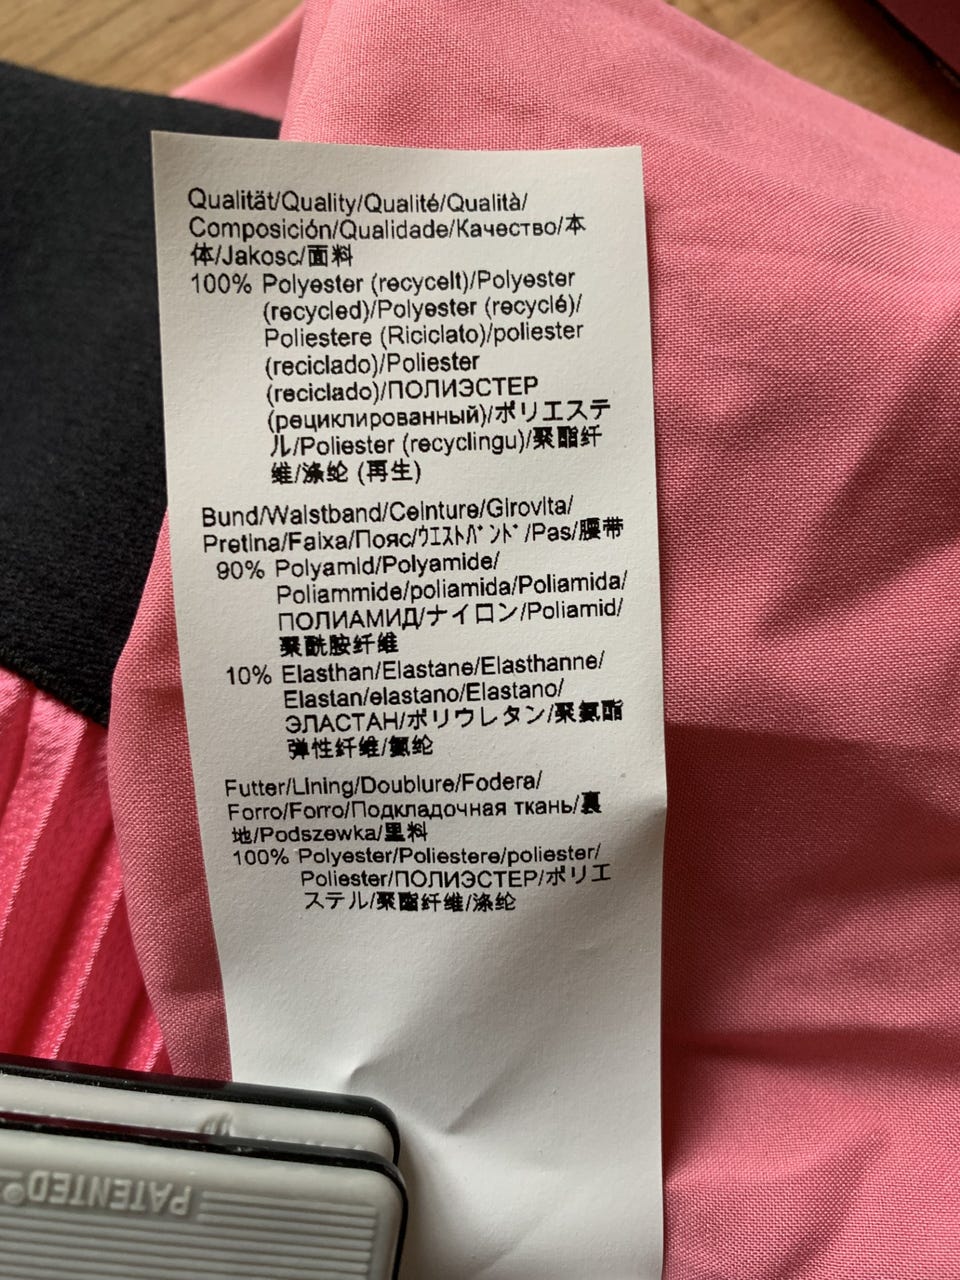 Qualität/Quality/Qualité/Qualità/
Composición/Qualidade/Качество/本
体/Jakosc/面料
100% Polyester (recycelt)/Polyester
(recycled)/Polyester (recyclé)/
Poliestere (Riciclato)/poliester
(reciclado)/Poliester
(reciclado)/ПОЛИЭСТЕР
(рециклированный)/ポリエステ
ル/Poliester (recyclingu)/聚酯纤
维/涤纶 (再生)
Bund/Waistband/Ceinture/Girovita/
Pretina/Faixa/Пояс/ｳｴｽﾄﾊﾞﾝﾄﾞ/Pas/腰带
90% Polyamid/Polyamide/
Poliammide/poliamida/Poliamida/
ПОЛИАМИД/ナイロン/Poliamid/
聚酰胺纤维
10% Elasthan/Elastane/Elasthanne/
Elastan/elastano/Elastano/
ЭЛАСТАН/ポリウレタン/聚氨酯
弹性纤维/氨纶
Futter/Lining/Doublure/Fodera/
Forro/Forro/Подкладочная ткань/裏
地/Podszewka/里料
100% Polyester/Poliestere/poliester/
Poliester/ПОЛИЭСТЕР/ポリエ
ステル/聚酯纤维/涤纶
PATENTED®